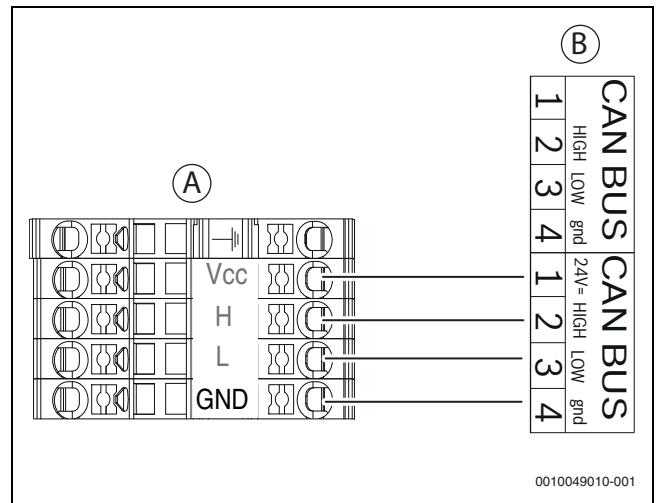 B
A
CAN BUS
1
2 HIGH
3 LOW
4 gnd
CAN BUS
1 24V=
2 HIGH
3 LOW
4 gnd
Vcc
H
L
GND
0010049010-001